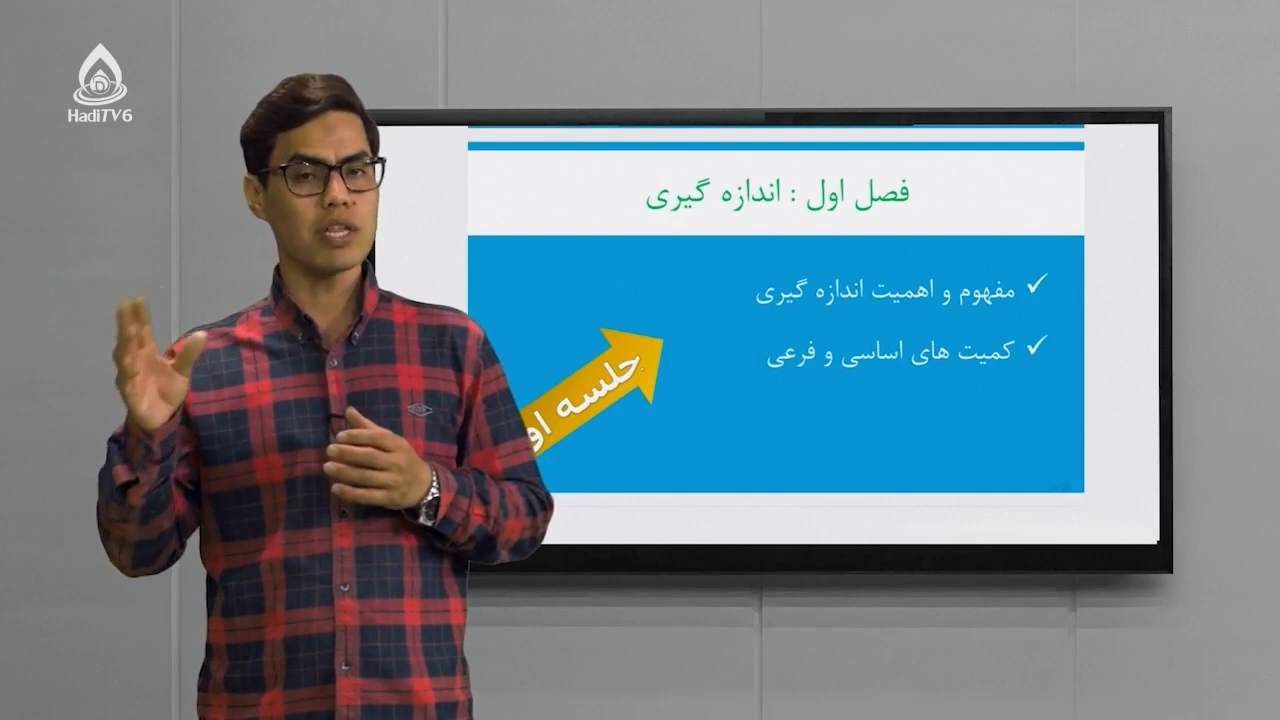 HadiTV6
فصل اول : اندازه گیری
مفهوم و اهمیت اندازه گیری
کمیت های اساسی و فرعی
جلسه